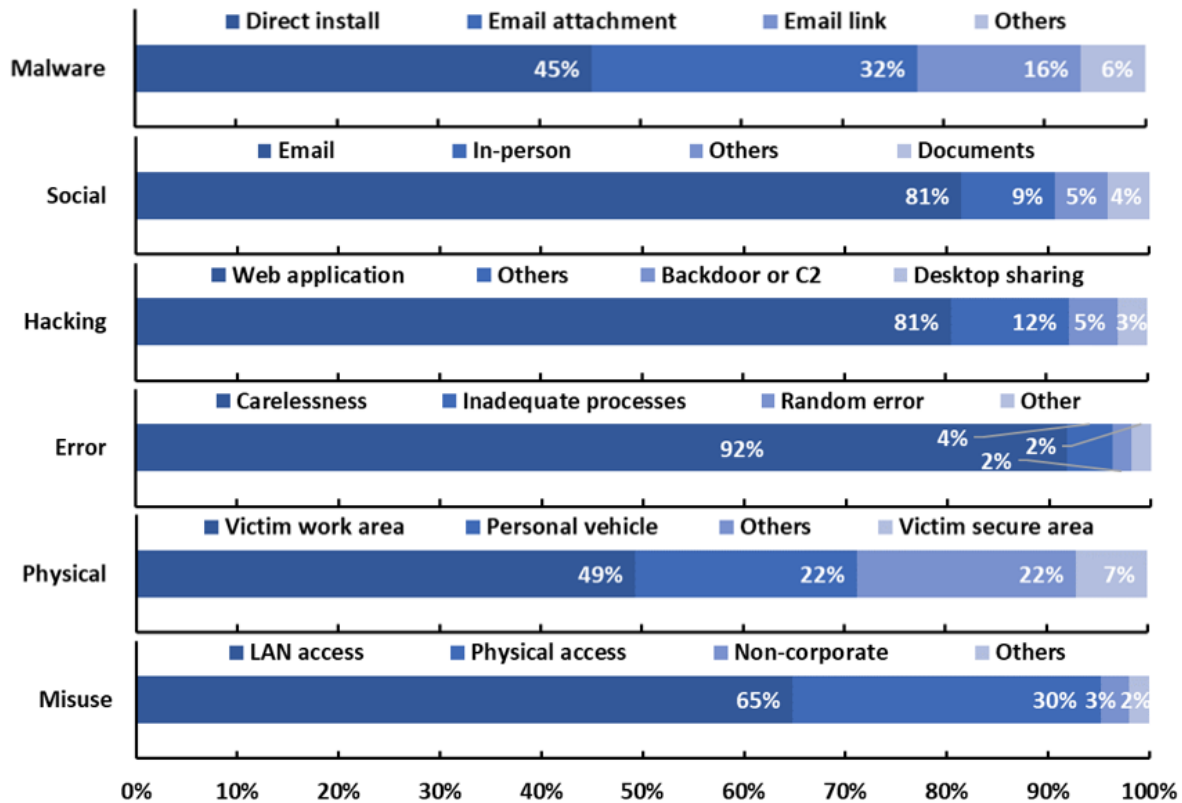 Direct install Email attachment Email link Others
Malware 45% 32% 16% 6%
Email In-person Others Documents
Social 81% 9% 5% 4%
Web application Others Backdoor or C2 Desktop sharing
Hacking 81% 12% 5% 3%
Carelessness Inadequate processes Random error Other
Error 92% 4% 2% 2%
Victim work area Personal vehicle Others Victim secure area
Physical 49% 22% 22% 7%
LAN access Physical access Non-corporate Others
Misuse 65% 30% 3% 2%
0% 10% 20% 30% 40% 50% 60% 70% 80% 90% 100%